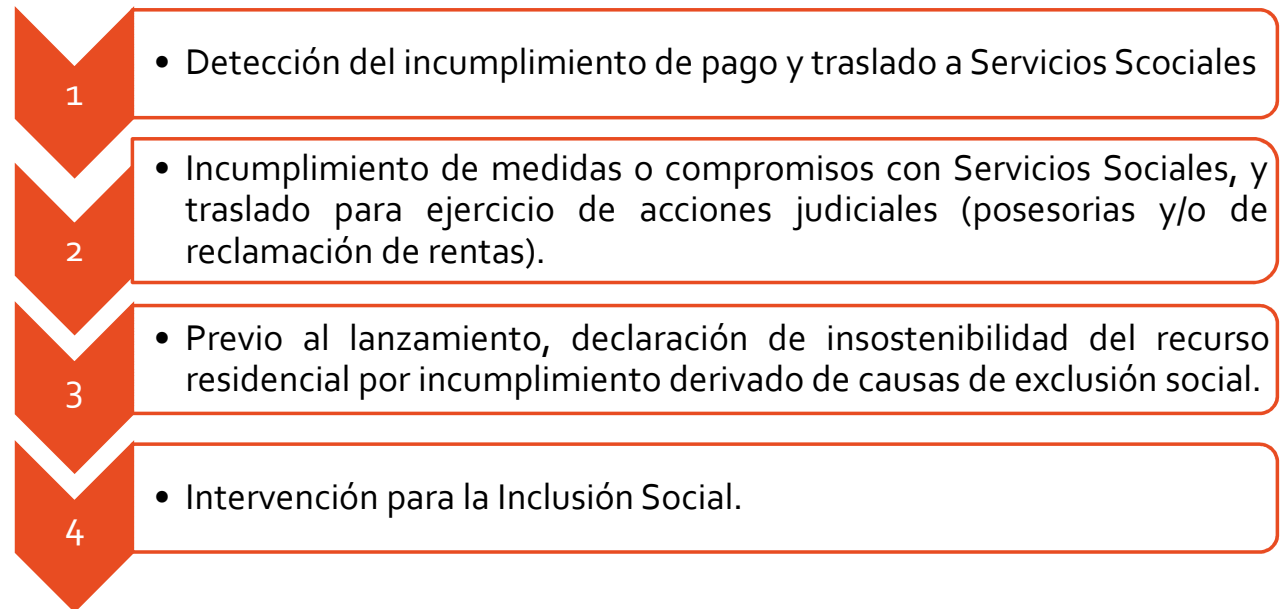 1
• Detección del incumplimiento de pago y traslado a Servicios Scociales
2
• Incumplimiento de medidas o compromisos con Servicios Sociales, y
traslado para ejercicio de acciones judiciales (posesorias y/o de
reclamación de rentas).
3
• Previo al lanzamiento, declaración de insostenibilidad del recurso
residencial por incumplimiento derivado de causas de exclusión social.
4
• Intervención para la Inclusión Social.